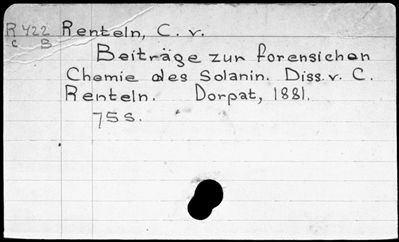 R 422 Renteln, C. v.
c s
Beiträge zur forensichen
Chemie des Solanin. Diss. v. C.
Renteln. Dorpat, 1881.
75 s.